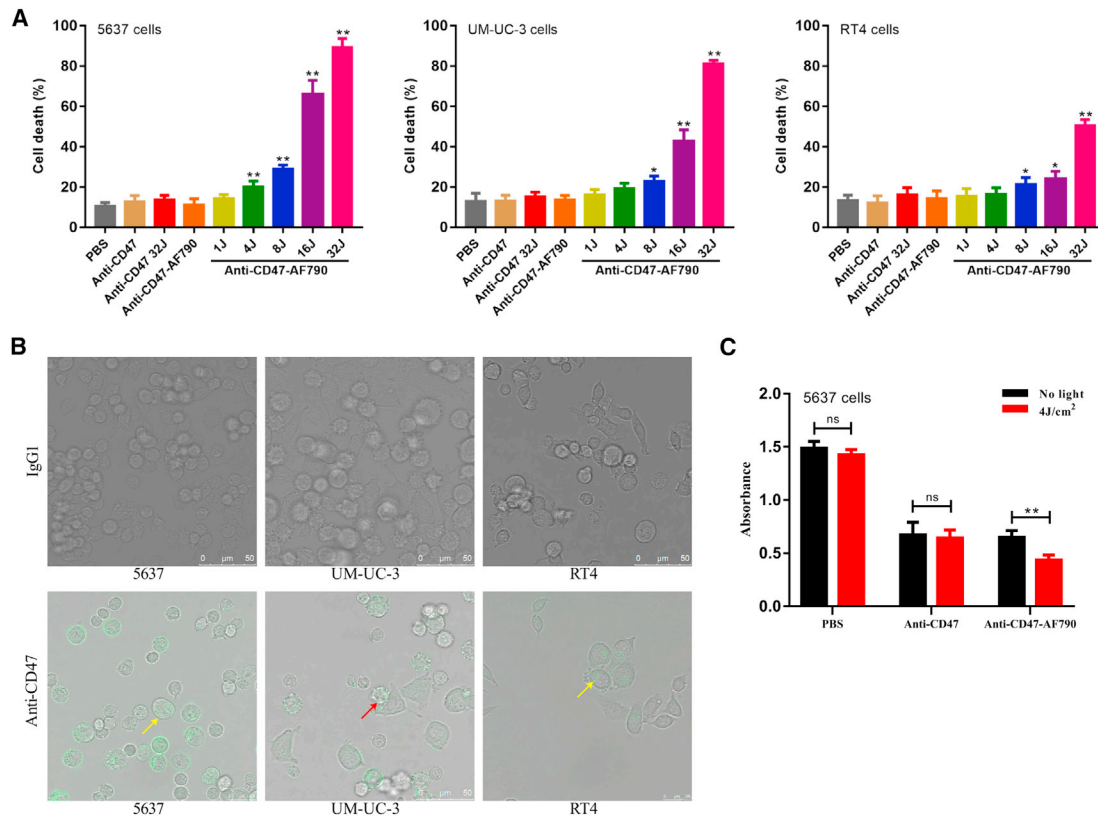 A
5637 cells
UM-UC-3 cells
RT4 cells
Cell death (%)
100
80
60
40
20
0
**
**
**
**
PBS
Anti-CD47
Anti-CD47 32J
Anti-CD47-AF790
1J
4J
8J
16J
32J
Anti-CD47-AF790
Cell death (%)
100
80
60
40
20
0
*
**
**
PBS
Anti-CD47
Anti-CD47 32J
Anti-CD47-AF790
1J
4J
8J
16J
32J
Anti-CD47-AF790
Cell death (%)
100
80
60
40
20
0
*
*
**
PBS
Anti-CD47
Anti-CD47 32J
Anti-CD47-AF790
1J
4J
8J
16J
32J
Anti-CD47-AF790
B
IgG1
0 µm 50
0 µm 50
0 µm 50
5637
UM-UC-3
RT4
Anti-CD47
0 µm 50
5637
UM-UC-3
RT4
C
5637 cells
No light
4J/cm²
Absorbance
2.0
1.5
1.0
0.5
0.0
ns
ns
**
PBS
Anti-CD47
Anti-CD47-AF790